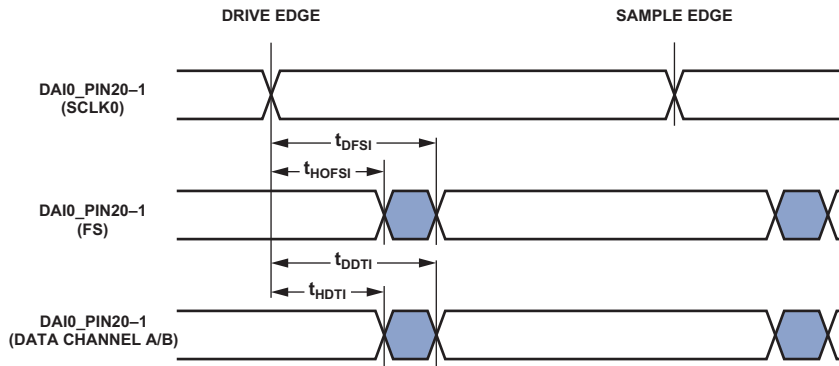 DRIVE EDGE
SAMPLE EDGE
DAI0_PIN20–1
(SCLK0)
tDFSI
tHOFSI
DAI0_PIN20–1
(FS)
tDDTI
tHDTI
DAI0_PIN20–1
(DATA CHANNEL A/B)